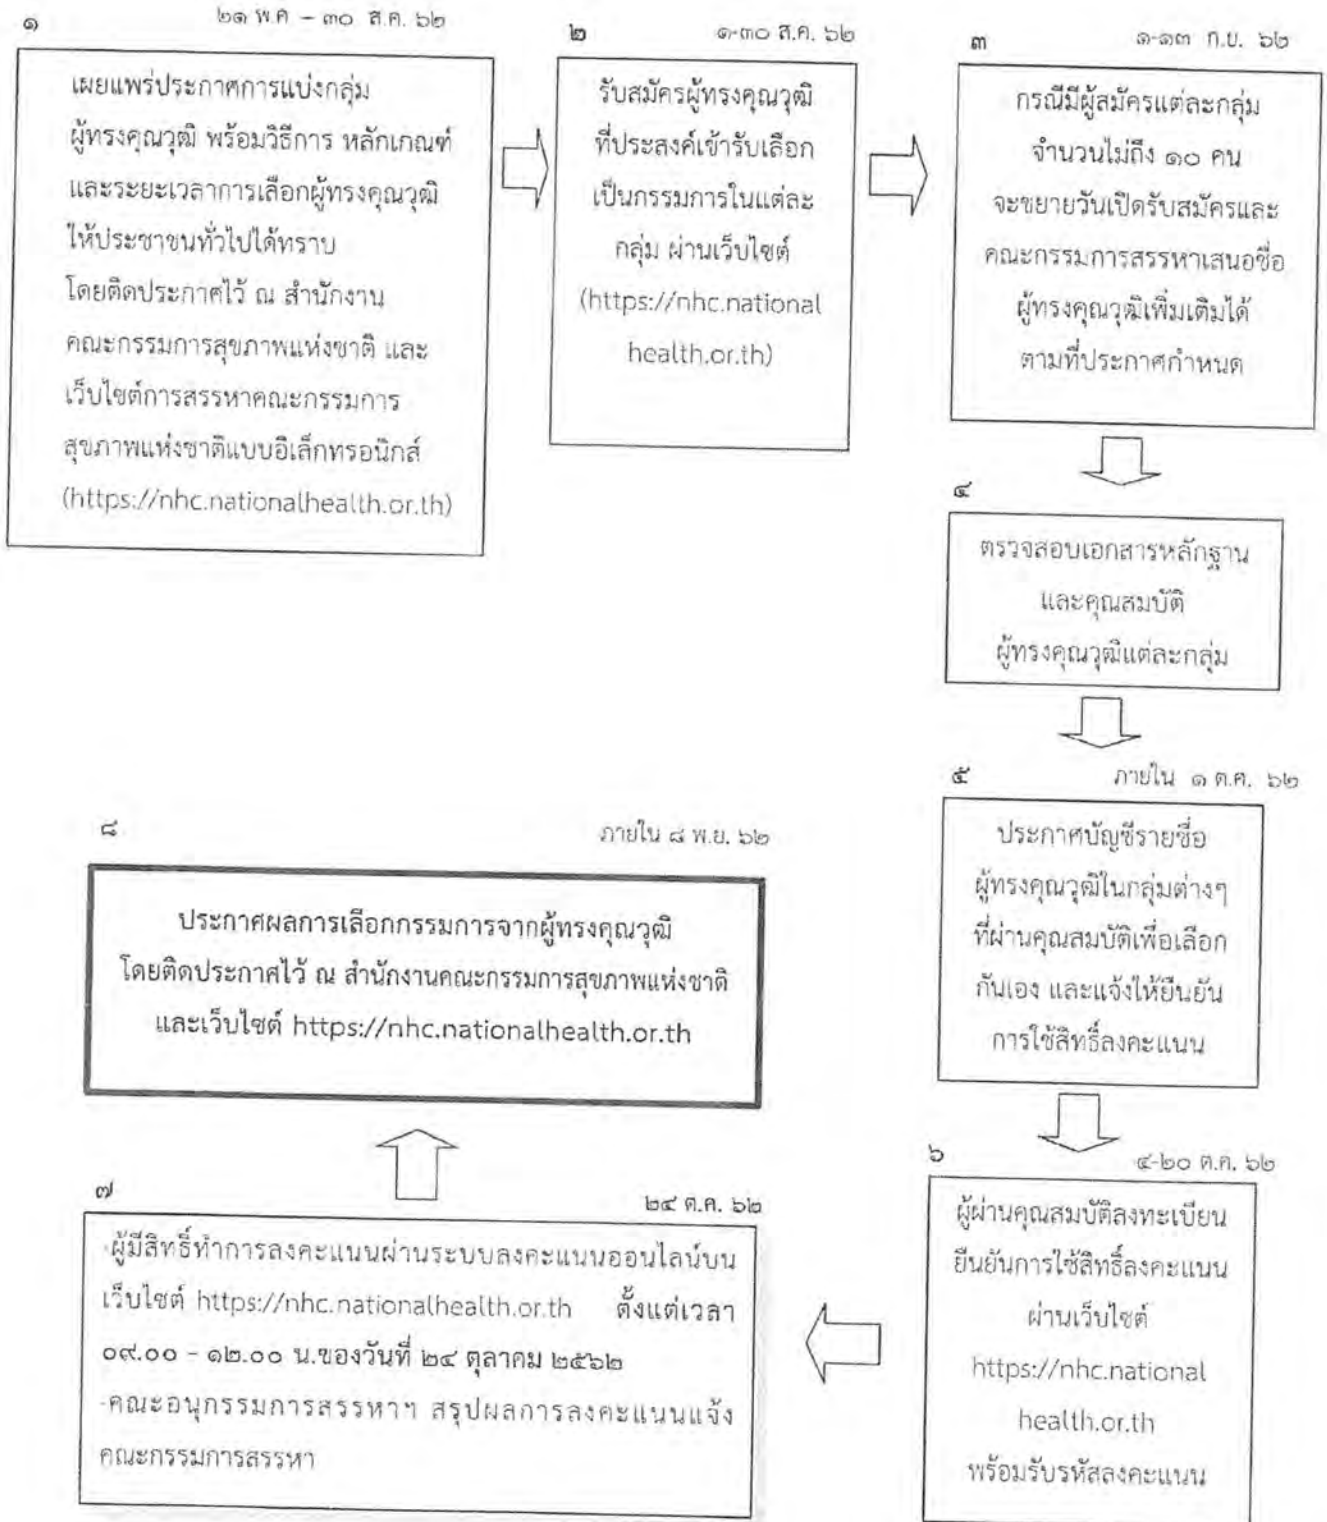 ๑
๒๑ พ.ค – ๓๐ ส.ค. ๖๒
เผยแพร่ประกาศการแบ่งกลุ่ม
ผู้ทรงคุณวุฒิ พร้อมวิธีการ หลักเกณฑ์
และระยะเวลาการเลือกผู้ทรงคุณวุฒิ
ให้ประชาชนทั่วไปได้ทราบ
โดยติดประกาศไว้ ณ สำนักงาน
คณะกรรมการสุขภาพแห่งชาติ และ
เว็บไซต์การสรรหาคณะกรรมการ
สุขภาพแห่งชาติแบบอิเล็กทรอนิกส์
(https://nhc.nationalhealth.or.th)
๒
๑-๓๐ ส.ค. ๖๒
รับสมัครผู้ทรงคุณวุฒิ
ที่ประสงค์เข้ารับเลือก
เป็นกรรมการในแต่ละ
กลุ่ม ผ่านเว็บไซต์
(https://nhc.national
health.or.th)
๓
๑-๑๓ ก.ย. ๖๒
กรณีมีผู้สมัครแต่ละกลุ่ม
จำนวนไม่ถึง ๑๐ คน
จะขยายวันเปิดรับสมัครและ
คณะกรรมการสรรหาเสนอชื่อ
ผู้ทรงคุณวุฒิเพิ่มเติมได้
ตามที่ประกาศกำหนด
๔
ตรวจสอบเอกสารหลักฐาน
และคุณสมบัติ
ผู้ทรงคุณวุฒิแต่ละกลุ่ม
๕
ภายใน ๑ ต.ค. ๖๒
ประกาศบัญชีรายชื่อ
ผู้ทรงคุณวุฒิในกลุ่มต่างๆ
ที่ผ่านคุณสมบัติเพื่อเลือก
กันเอง และแจ้งให้ยืนยัน
การใช้สิทธิ์ลงคะแนน
๖
๔-๒๐ ต.ค. ๖๒
ผู้ผ่านคุณสมบัติลงทะเบียน
ยืนยันการใช้สิทธิ์ลงคะแนน
ผ่านเว็บไซต์
https://nhc.national
health.or.th
พร้อมรับรหัสลงคะแนน
๗
๒๔ ต.ค. ๖๒
-ผู้มีสิทธิ์ทำการลงคะแนนผ่านระบบลงคะแนนออนไลน์บน
เว็บไซต์ https://nhc.nationalhealth.or.th ตั้งแต่เวลา
๐๙.๐๐ – ๑๒.๐๐ น.ของวันที่ ๒๔ ตุลาคม ๒๕๖๒
-คณะอนุกรรมการสรรหาฯ สรุปผลการลงคะแนนแจ้ง
คณะกรรมการสรรหา
๘
ภายใน ๘ พ.ย. ๖๒
ประกาศผลการเลือกกรรมการจากผู้ทรงคุณวุฒิ
โดยติดประกาศไว้ ณ สำนักงานคณะกรรมการสุขภาพแห่งชาติ
และเว็บไซต์ https://nhc.nationalhealth.or.th